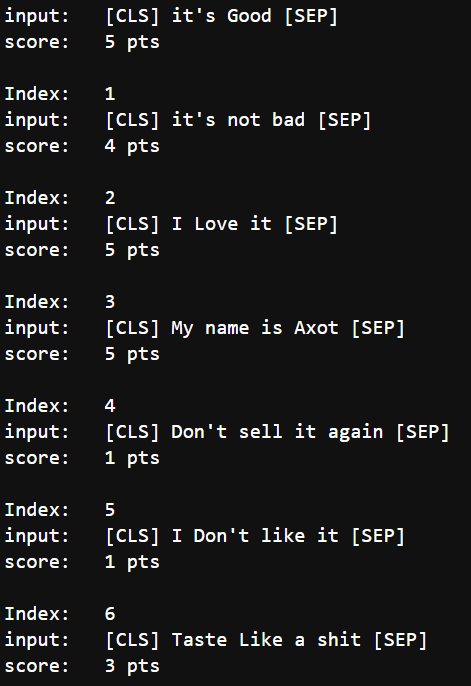 input:   [CLS] it's Good [SEP]
score:   5 pts
Index:   1
input:   [CLS] it's not bad [SEP]
score:   4 pts
Index:   2
input:   [CLS] I Love it [SEP]
score:   5 pts
Index:   3
input:   [CLS] My name is Axot [SEP]
score:   5 pts
Index:   4
input:   [CLS] Don't sell it again [SEP]
score:   1 pts
Index:   5
input:   [CLS] I Don't like it [SEP]
score:   1 pts
Index:   6
input:   [CLS] Taste Like a shit [SEP]
score:   3 pts